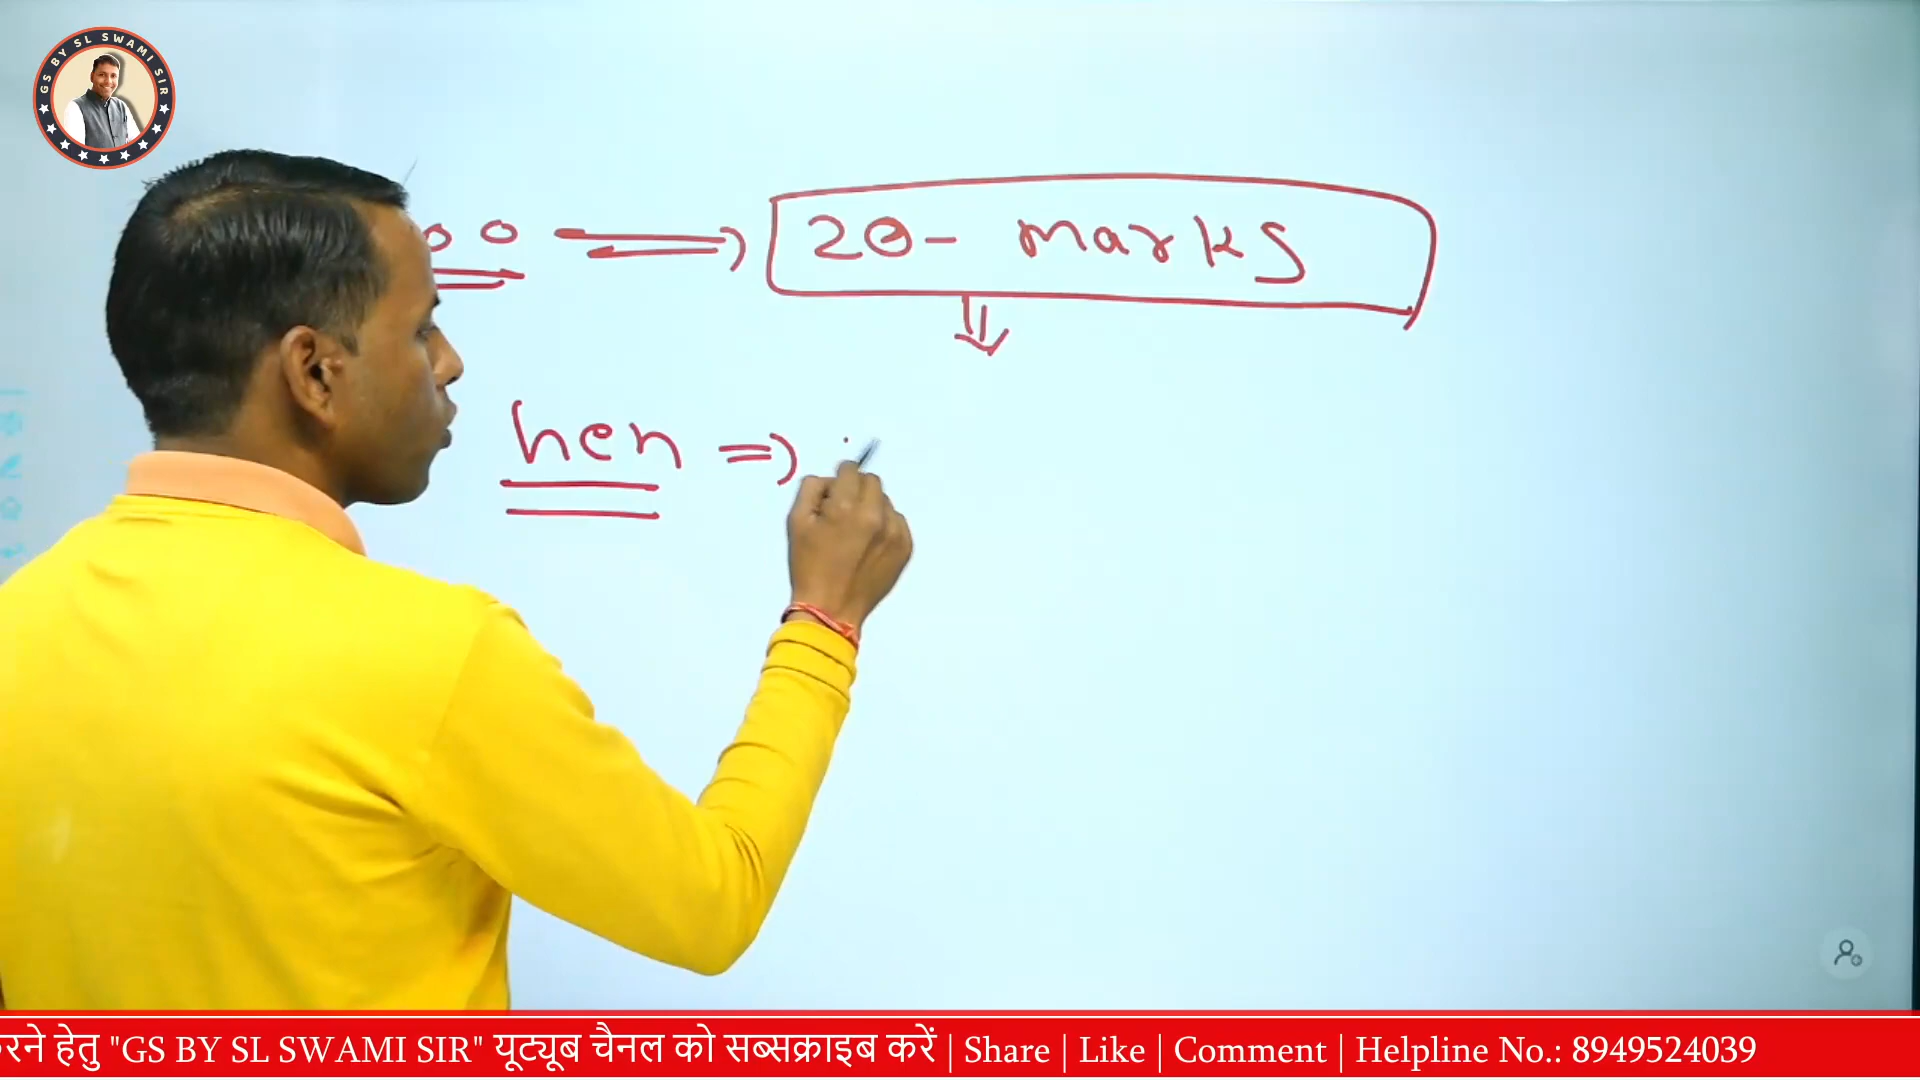 GS BY SL SWAMI SIR
00 20- marks
hen
रने हेतु "GS BY SL SWAMI SIR" यूट्यूब चैनल को सब्सक्राइब करें | Share | Like | Comment | Helpline No.: 8949524039